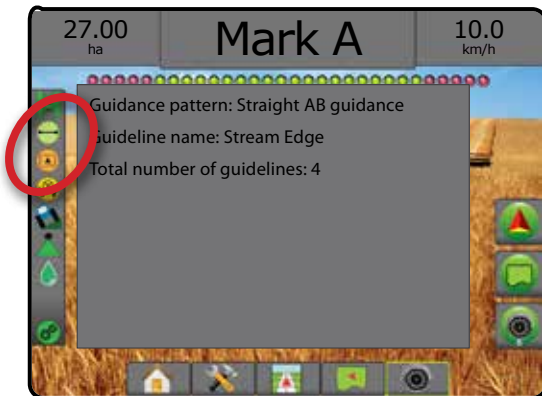 27.00
ha
Mark A
10.0
km/h
Guidance pattern: Straight AB guidance
Guideline name: Stream Edge
Total number of guidelines: 4